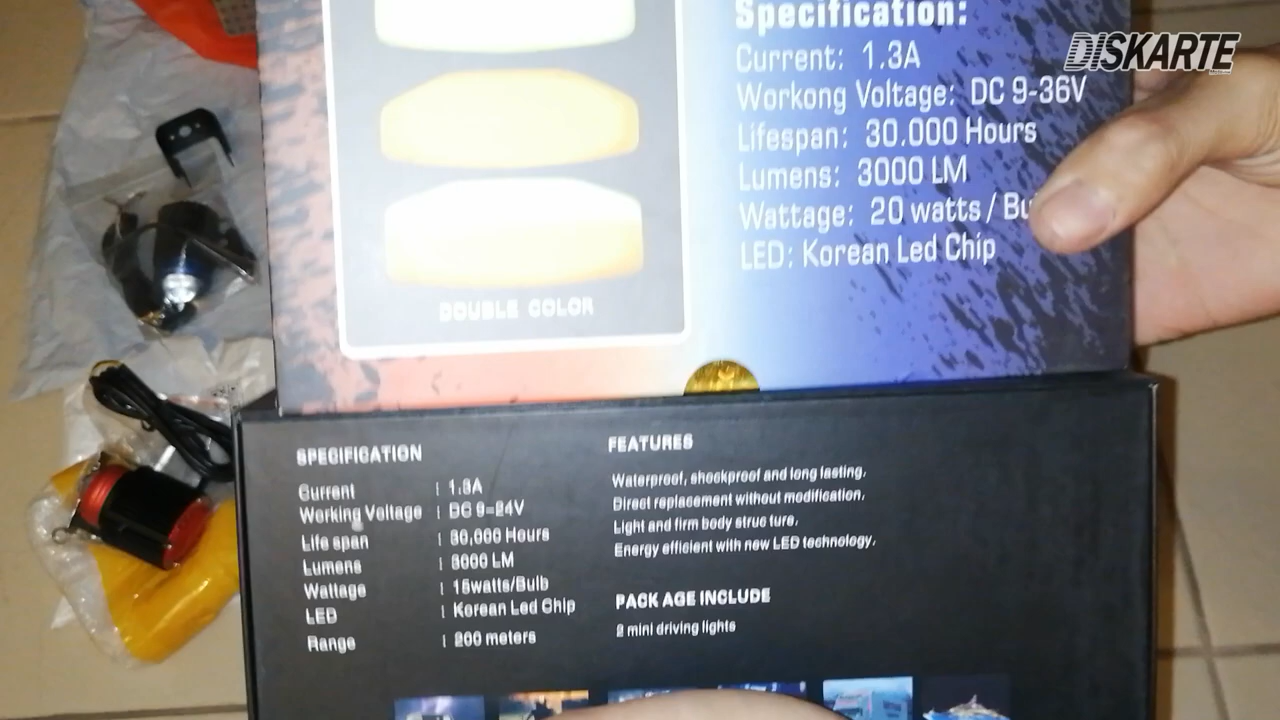 DISKARTE
Specification:
Current: 1.3A
Workong Voltage: DC 9-36V
Lifespan: 30.000 Hours
Lumens: 3000 LM
Wattage: 20 watts / Bu
LED: Korean Led Chip
DOUBLE COLOR
SPECIFICATION
Current : 1.3A
Working Voltage : DC 9=24V
Life span : 30,000 Hours
Lumens : 3000 LM
Wattage : 15watts/Bulb
LED : Korean Led Chip
Range : 200 meters
FEATURES
Waterproof, shockproof and long lasting.
Direct replacement without modification.
Light and firm body struc ture.
Energy efficient with new LED technology.
PACK AGE INCLUDE
2 mini driving lights